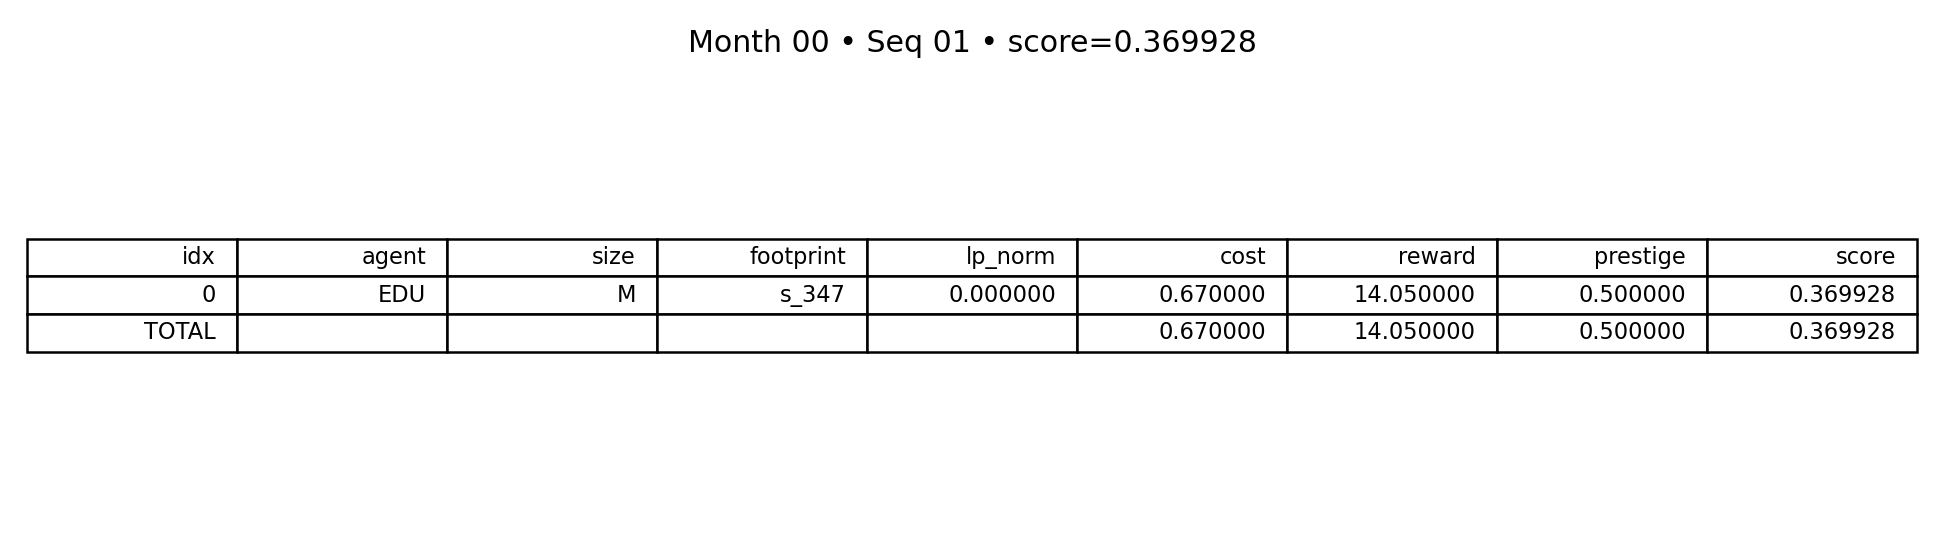 Month 00 • Seq 01 • score=0.369928
idx agent size footprint lp_norm cost reward prestige score
0 EDU M s_347 0.000000 0.670000 14.050000 0.500000 0.369928
TOTAL 0.670000 14.050000 0.500000 0.369928